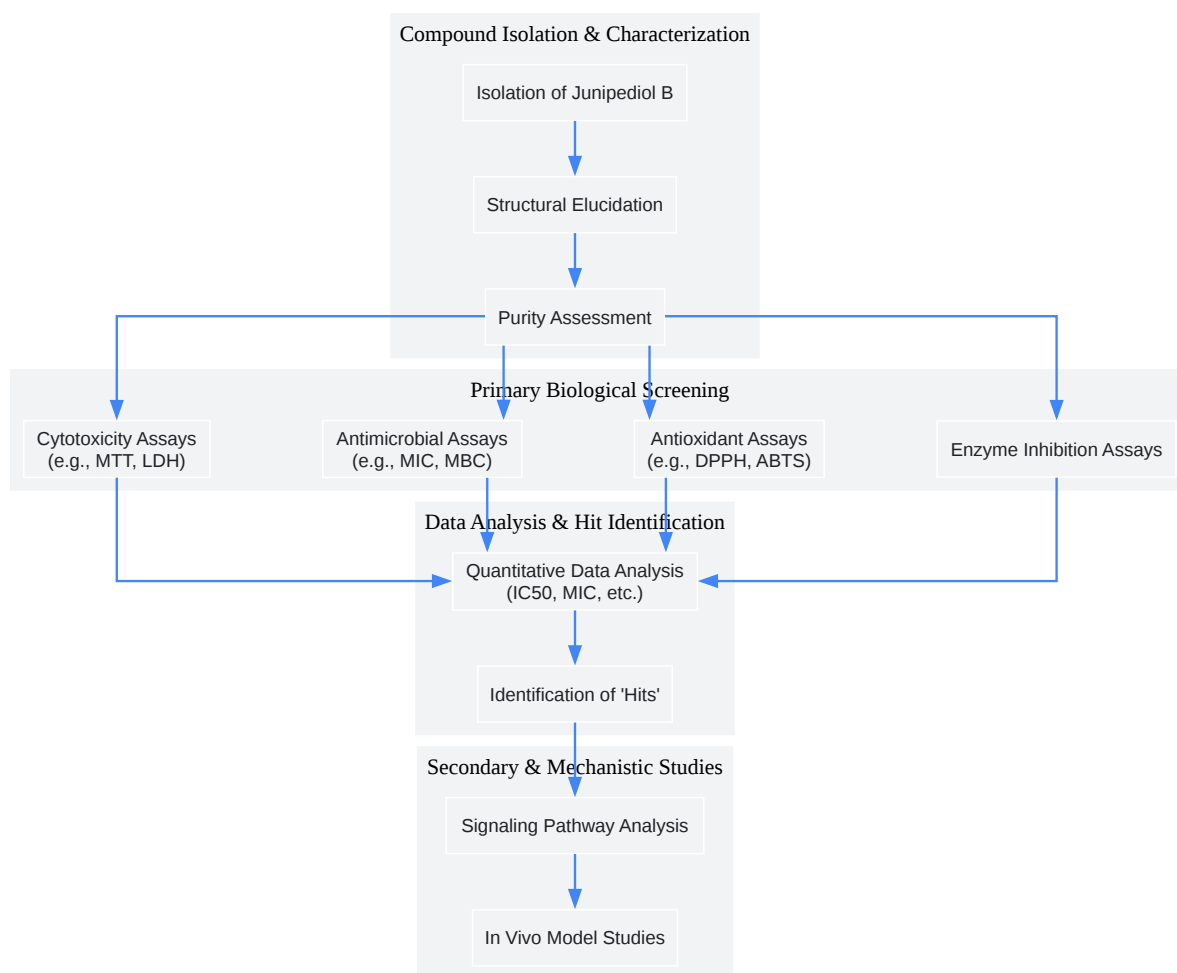 Compound Isolation & Characterization
Isolation of Junipediol B
Structural Elucidation
Purity Assessment
Primary Biological Screening
Cytotoxicity Assays
(e.g., MTT, LDH)
Antimicrobial Assays
(e.g., MIC, MBC)
Antioxidant Assays
(e.g., DPPH, ABTS)
Enzyme Inhibition Assays
Data Analysis & Hit Identification
Quantitative Data Analysis
(IC50, MIC, etc.)
Identification of 'Hits'
Secondary & Mechanistic Studies
Signaling Pathway Analysis
In Vivo Model Studies